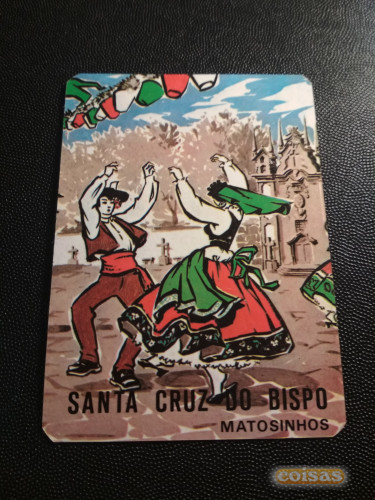 SANTA CRUZ DO BISPO
MATOSINHOS
coisas